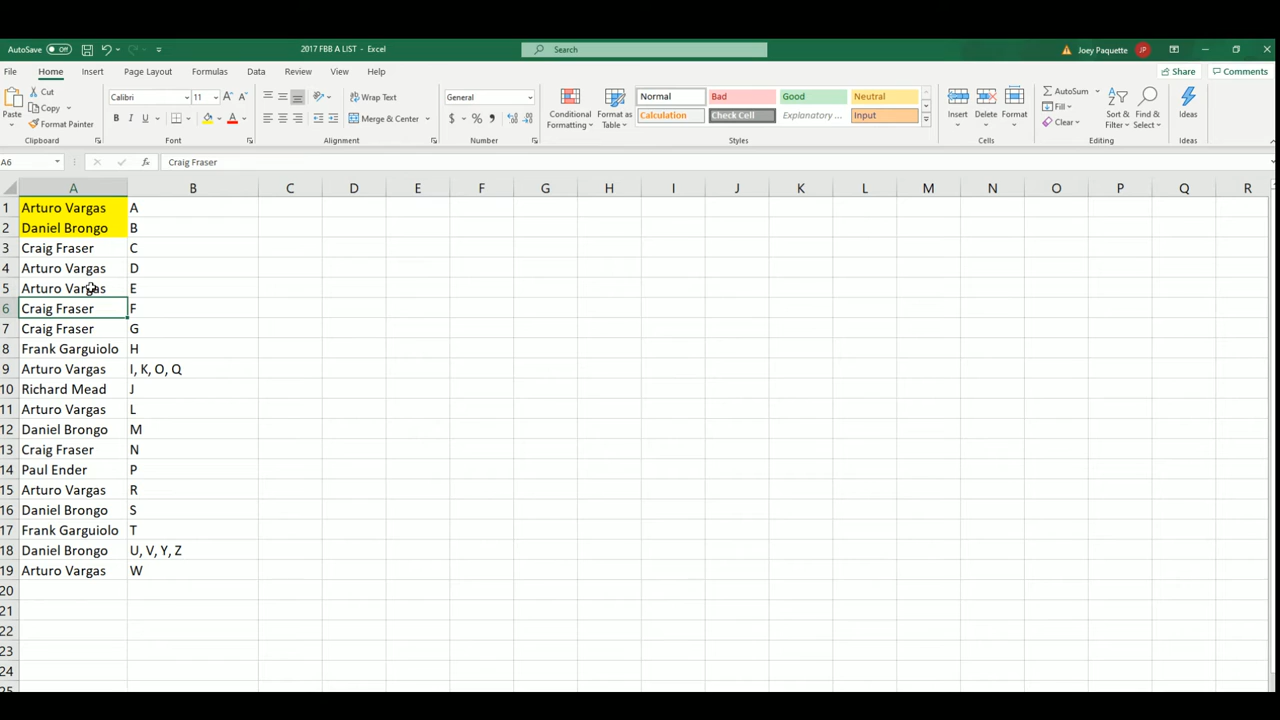 AutoSave Off 2017 FBB A LIST - Excel Search Joey Paquette JP
File Home Insert Page Layout Formulas Data Review View Help Share Comments
Cut
Copy
Format Painter
Paste
Clipboard
Calibri 11 A A
B I U A
Font
Wrap Text
Merge & Center
Alignment
General
$ % ,
Number
Conditional Formatting
Format as Table
Normal Bad Good Neutral
Calculation Check Cell Explanatory ... Input
Styles
Insert Delete Format
Cells
AutoSum
Fill
Clear
Sort & Filter
Find & Select
Editing
Ideas
Ideas
A6 fx Craig Fraser
A B C D E F G H I J K L M N O P Q R
1 Arturo Vargas A
2 Daniel Brongo B
3 Craig Fraser C
4 Arturo Vargas D
5 Arturo Vargas E
6 Craig Fraser F
7 Craig Fraser G
8 Frank Garguiolo H
9 Arturo Vargas I, K, O, Q
10 Richard Mead J
11 Arturo Vargas L
12 Daniel Brongo M
13 Craig Fraser N
14 Paul Ender P
15 Arturo Vargas R
16 Daniel Brongo S
17 Frank Garguiolo T
18 Daniel Brongo U, V, Y, Z
19 Arturo Vargas W
20
21
22
23
24
25